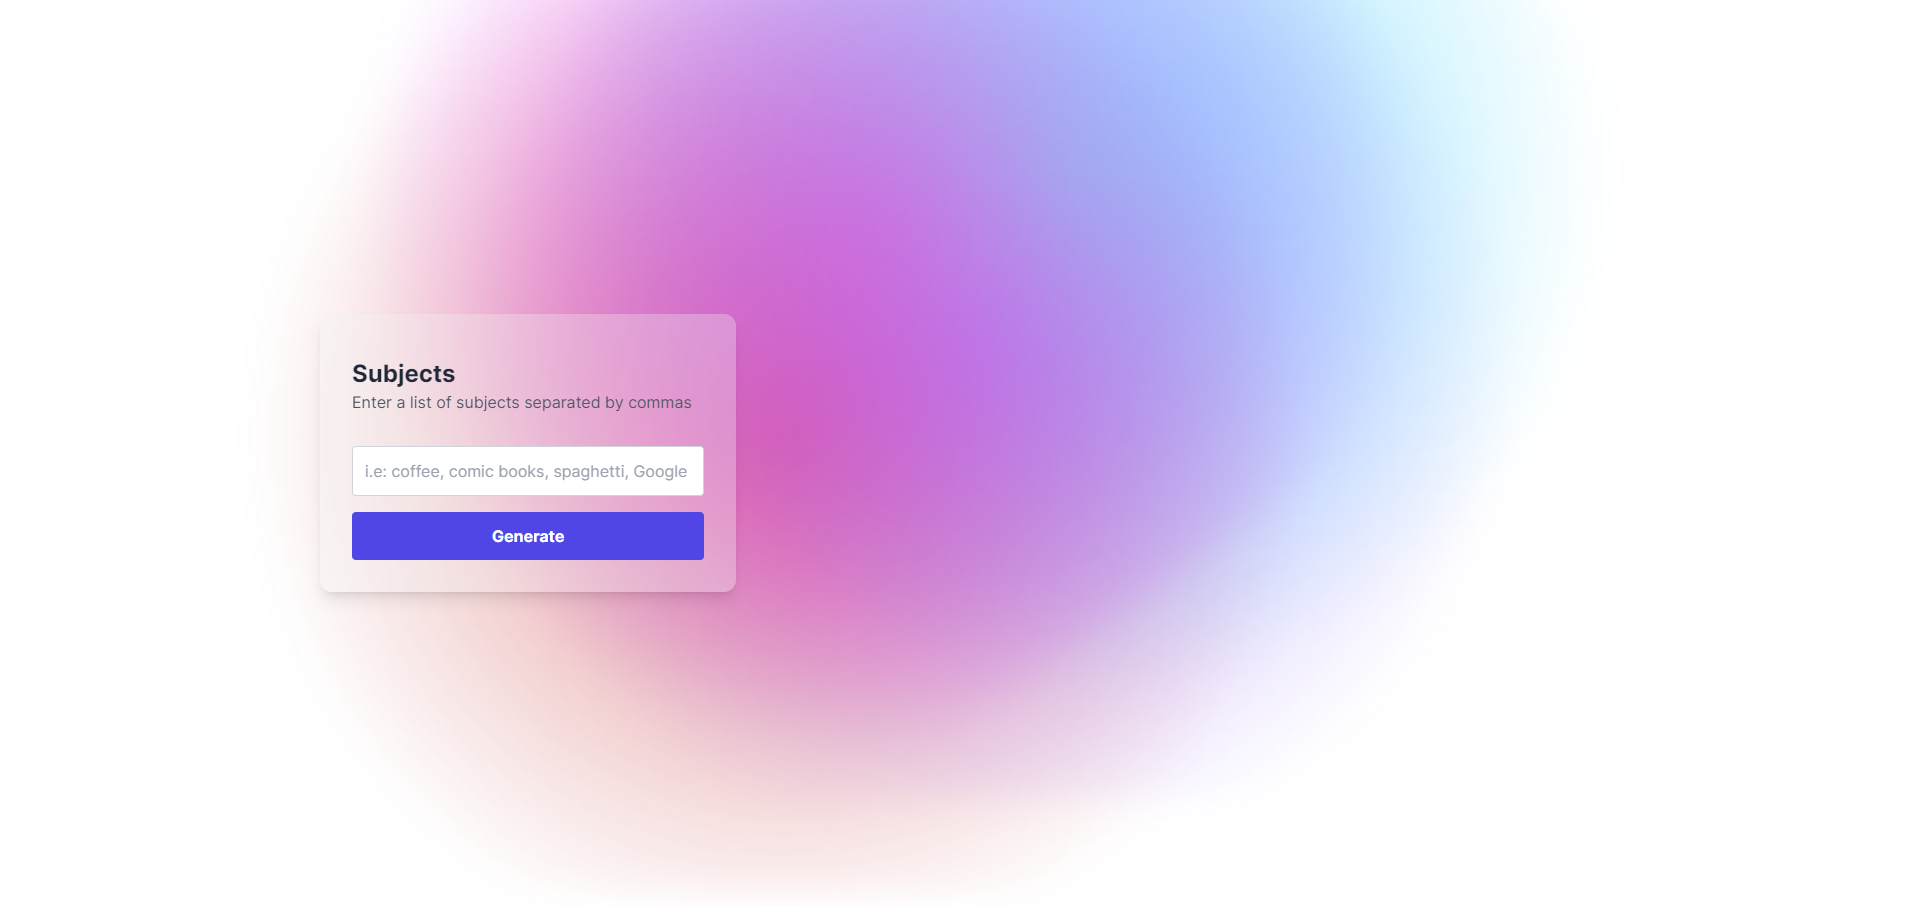 Subjects
Enter a list of subjects separated by commas
i.e: coffee, comic books, spaghetti, Google
Generate